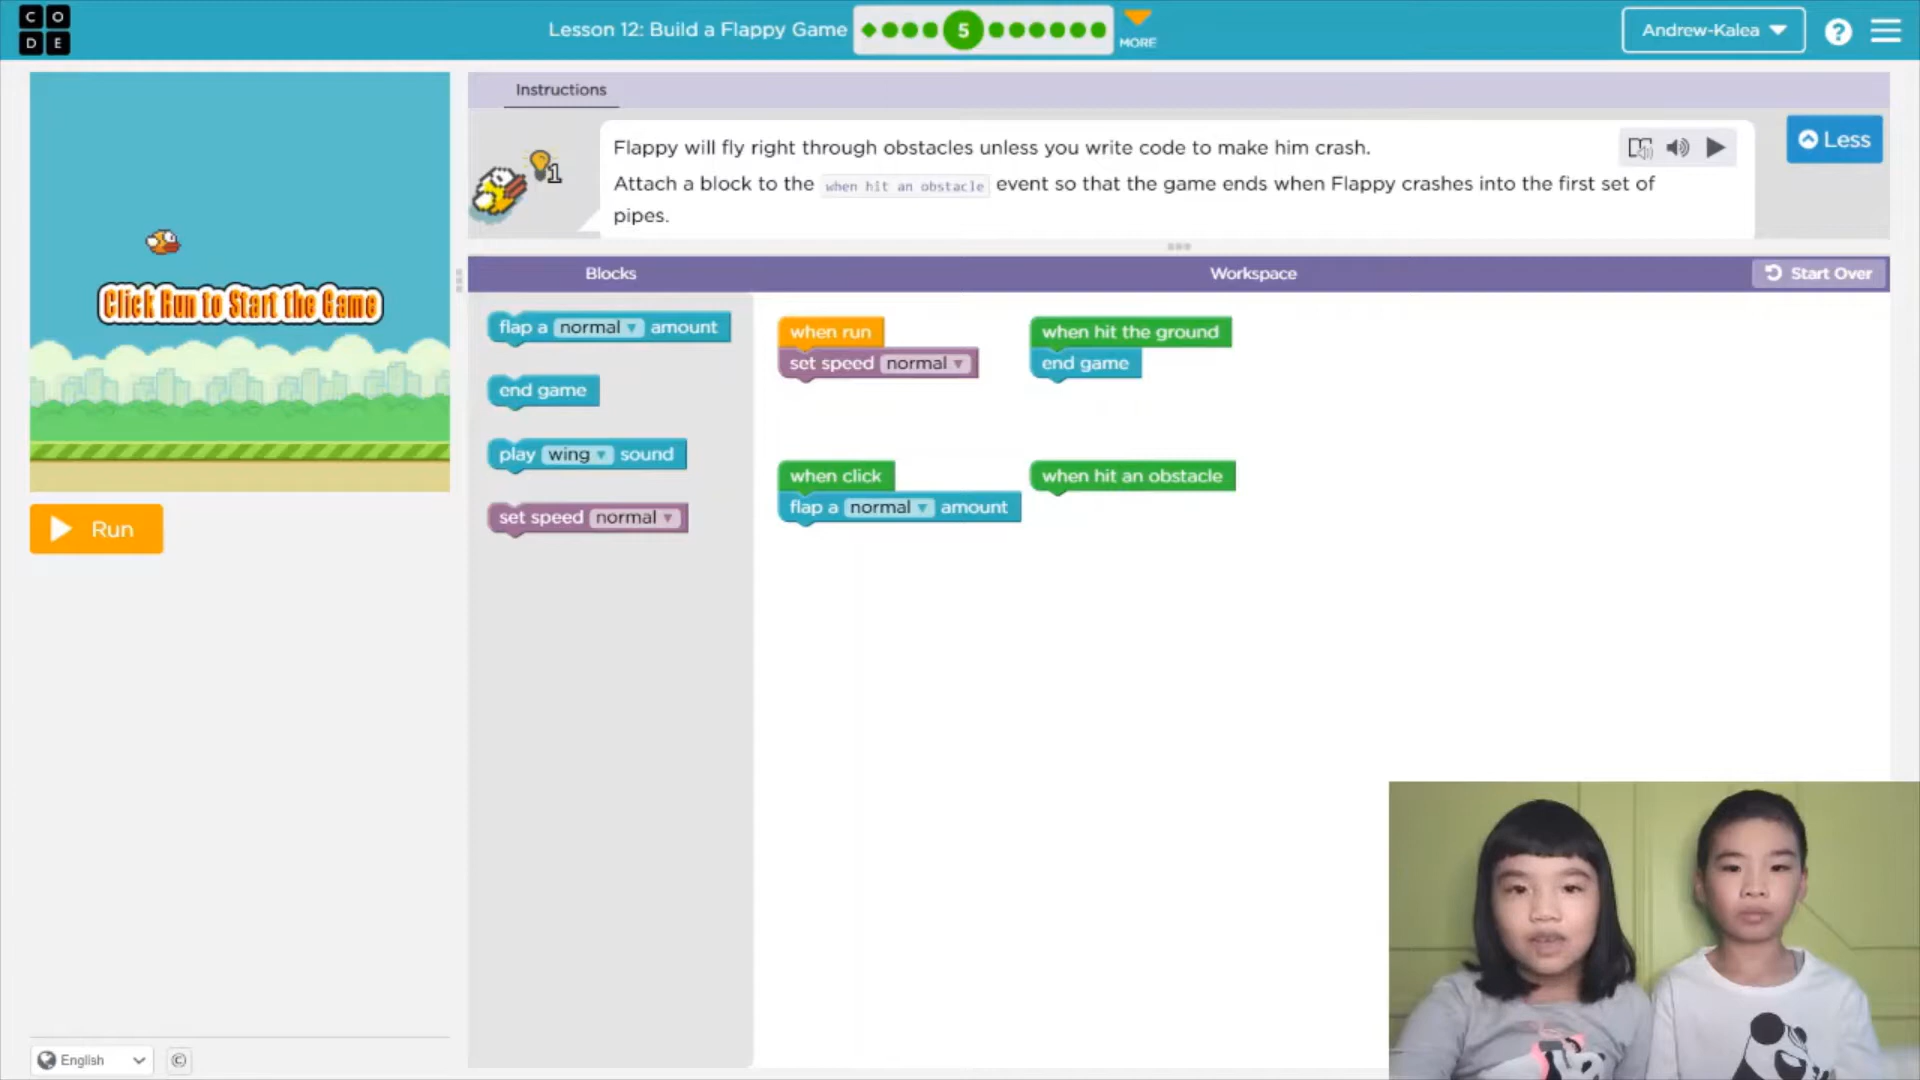 CO
DE
Lesson 12: Build a Flappy Game
5
MORE
Andrew-Kalea
?
Instructions
1
Flappy will fly right through obstacles unless you write code to make him crash.
Attach a block to the when hit an obstacle event so that the game ends when Flappy crashes into the first set of
pipes.
Less
Click Run to Start the Game
Run
Blocks
Workspace
Start Over
flap a normal amount
end game
play wing sound
set speed normal
when run
set speed normal
when hit the ground
end game
when click
flap a normal amount
when hit an obstacle
English
©